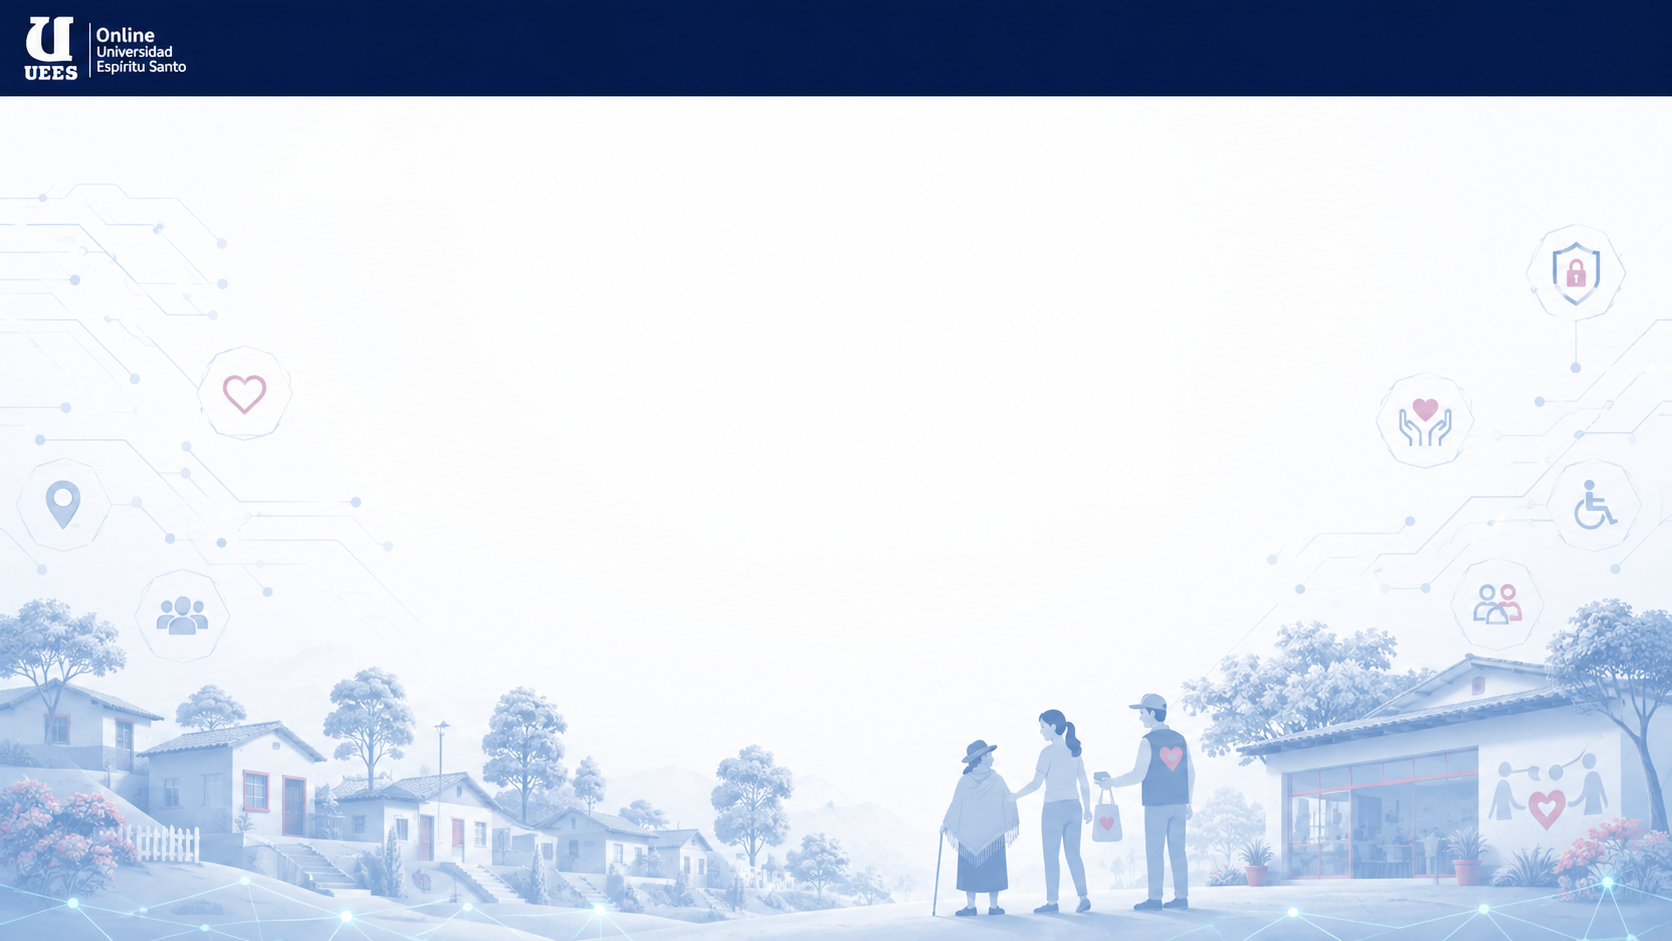 U
UEES
Online
Universidad
Espíritu Santo